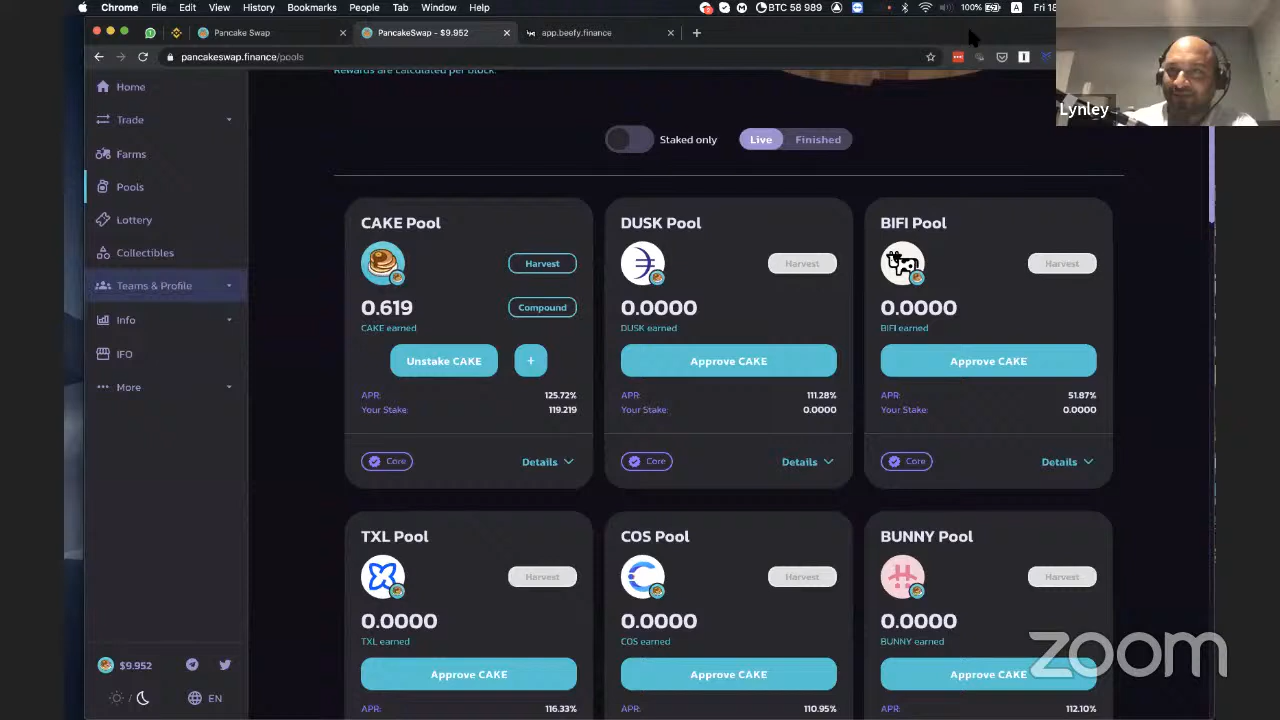 Chrome File Edit View History Bookmarks People Tab Window Help BTC 58 989 100% A Fri 18
Pancake Swap PancakeSwap - $9.952 app.beefy.finance
pancakeswap.finance/pools
Lynley
Rewards are calculated per block.
Home
Trade
Farms
Pools
Lottery
Collectibles
Teams & Profile
Info
IFO
More
$9.952
EN
Staked only Live Finished
CAKE Pool DUSK Pool BIFI Pool
Harvest Harvest Harvest
0.619 0.0000 0.0000
Compound
CAKE earned DUSK earned BIFI earned
Unstake CAKE + Approve CAKE Approve CAKE
APR: 125.72% APR: 111.28% APR: 51.87%
Your Stake: 119.219 Your Stake: 0.0000 Your Stake: 0.0000
Core Details Core Details Core Details
TXL Pool COS Pool BUNNY Pool
Harvest Harvest Harvest
0.0000 0.0000 0.0000
TXL earned COS earned BUNNY earned
Approve CAKE Approve CAKE Approve CAKE
APR: 116.33% APR: 110.95% APR: 112.10%
zoom